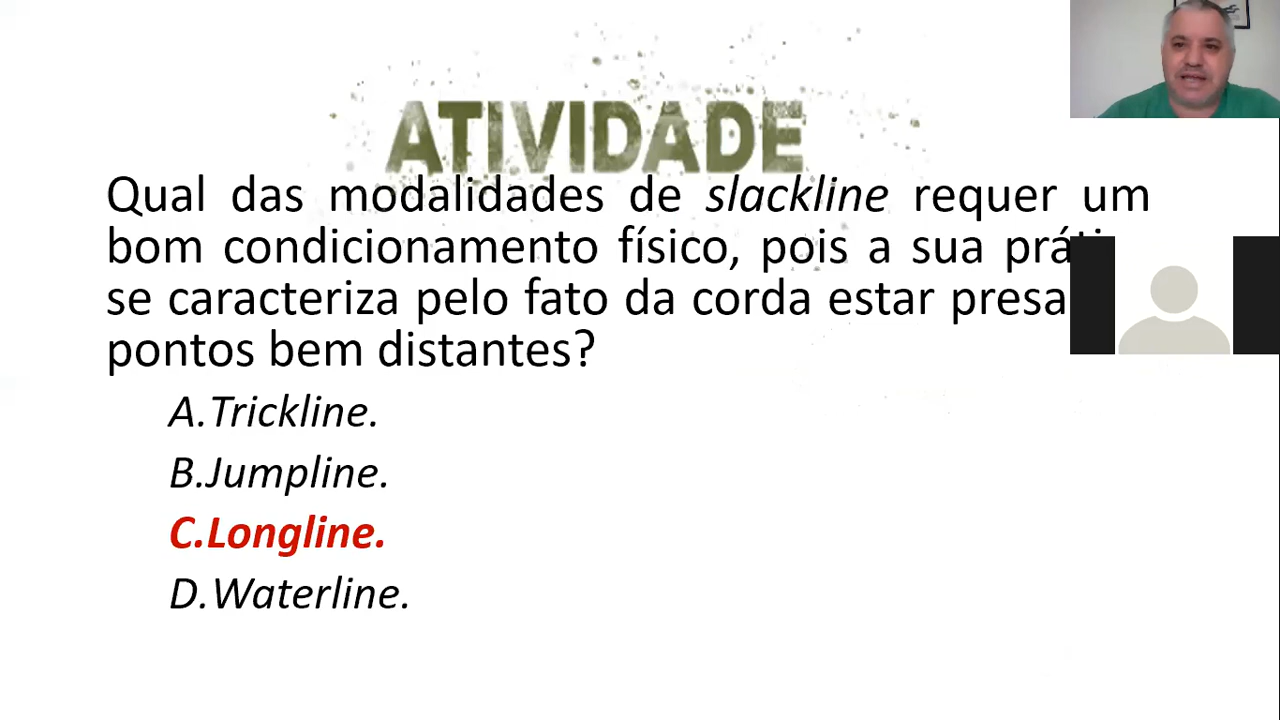 ATIVIDADE
Qual das modalidades de slackline requer um
bom condicionamento físico, pois a sua
se caracteriza pelo fato da corda estar presa
pontos bem distantes?
A.Trickline.
B.Jumpline.
C.Longline.
D.Waterline.